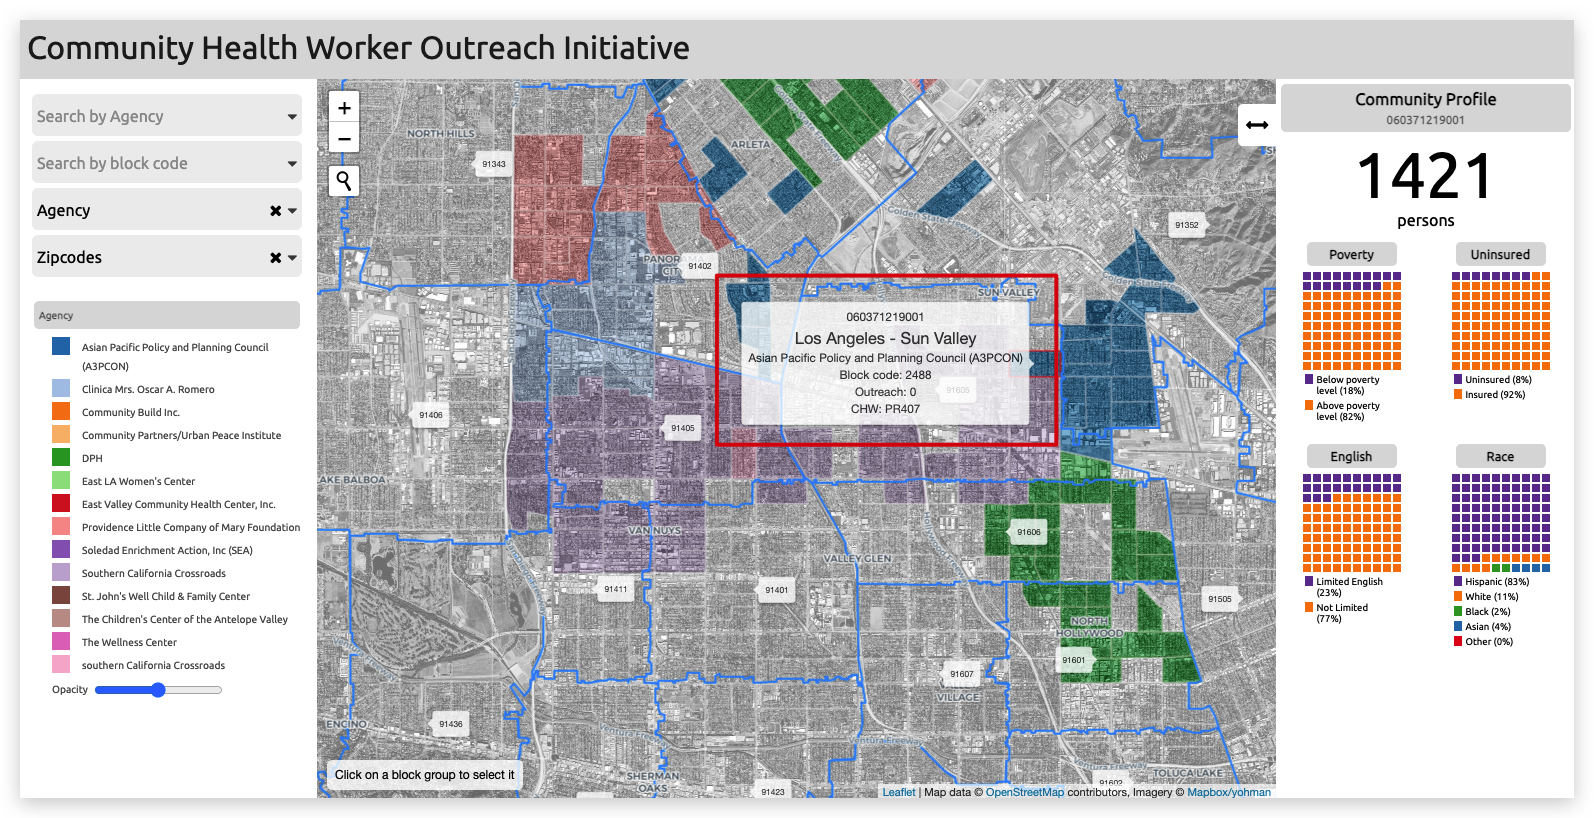 Community Health Worker Outreach Initiative
Search by Agency
Search by block code
Agency
Zipcodes
Agency
Asian Pacific Policy and Planning Council
(A3PCON)
Clinica Mrs. Oscar A. Romero
Community Build Inc.
Community Partners/Urban Peace Institute
DPH
East LA Women's Center
East Valley Community Health Center, Inc.
Providence Little Company of Mary Foundation
Soledad Enrichment Action, Inc (SEA)
Southern California Crossroads
St. John's Well Child & Family Center
The Children's Center of the Antelope Valley
The Wellness Center
southern California Crossroads
Opacity
+
−
NORTH HILLS
91343
ARLETA
Golden State Freeway
91352
91402
SUN VALLEY
060371219001
Los Angeles - Sun Valley
Asian Pacific Policy and Planning Council (A3PCON)
Block code: 2488
Outreach: 0
CHW: PR407
91605
91406
91405
AKE BALBOA
VAN NUYS
91606
VALLEY GLEN
91411
91401
91505
NORTH
HOLLYWOOD
91601
91607
VILLAGE
91436
ENCINO
Ventura Freeway
SHERMAN
OAKS
91423
91602
TOLUCA LAKE
Click on a block group to select it
Leaflet | Map data © OpenStreetMap contributors, Imagery © Mapbox/yohman
Community Profile
060371219001
1421
persons
Poverty
Below poverty
level (18%)
Above poverty
level (82%)
Uninsured
Uninsured (8%)
Insured (92%)
English
Limited English
(23%)
Not Limited
(77%)
Race
Hispanic (83%)
White (11%)
Black (2%)
Asian (4%)
Other (0%)